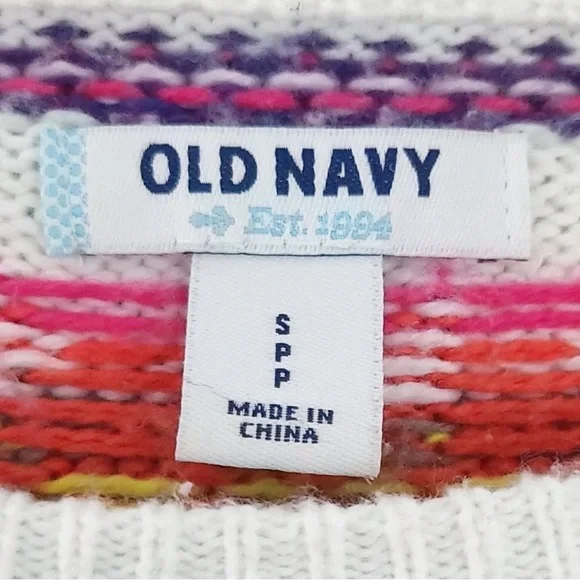 OLD NAVY
Est. 1994
S
P
P
MADE IN
CHINA